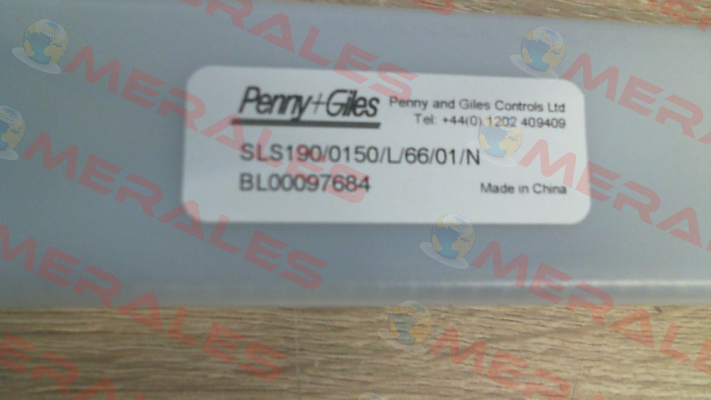 Penny+Giles Penny and Giles Controls Ltd
Tel: +44(0) 1202 409409
SLS190/0150/L/66/01/N
BL00097684 Made in China
MERALES
MERALES
MERALES
MERALES
MERALES
MERALES